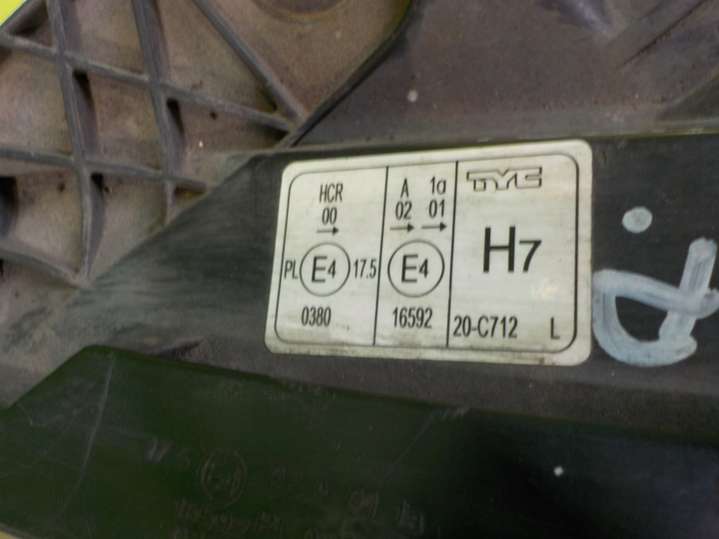 HCR
00
PL E4 17.5
0380
A 1a
02 01
E4
16592
TYC
H7
20-C712 L